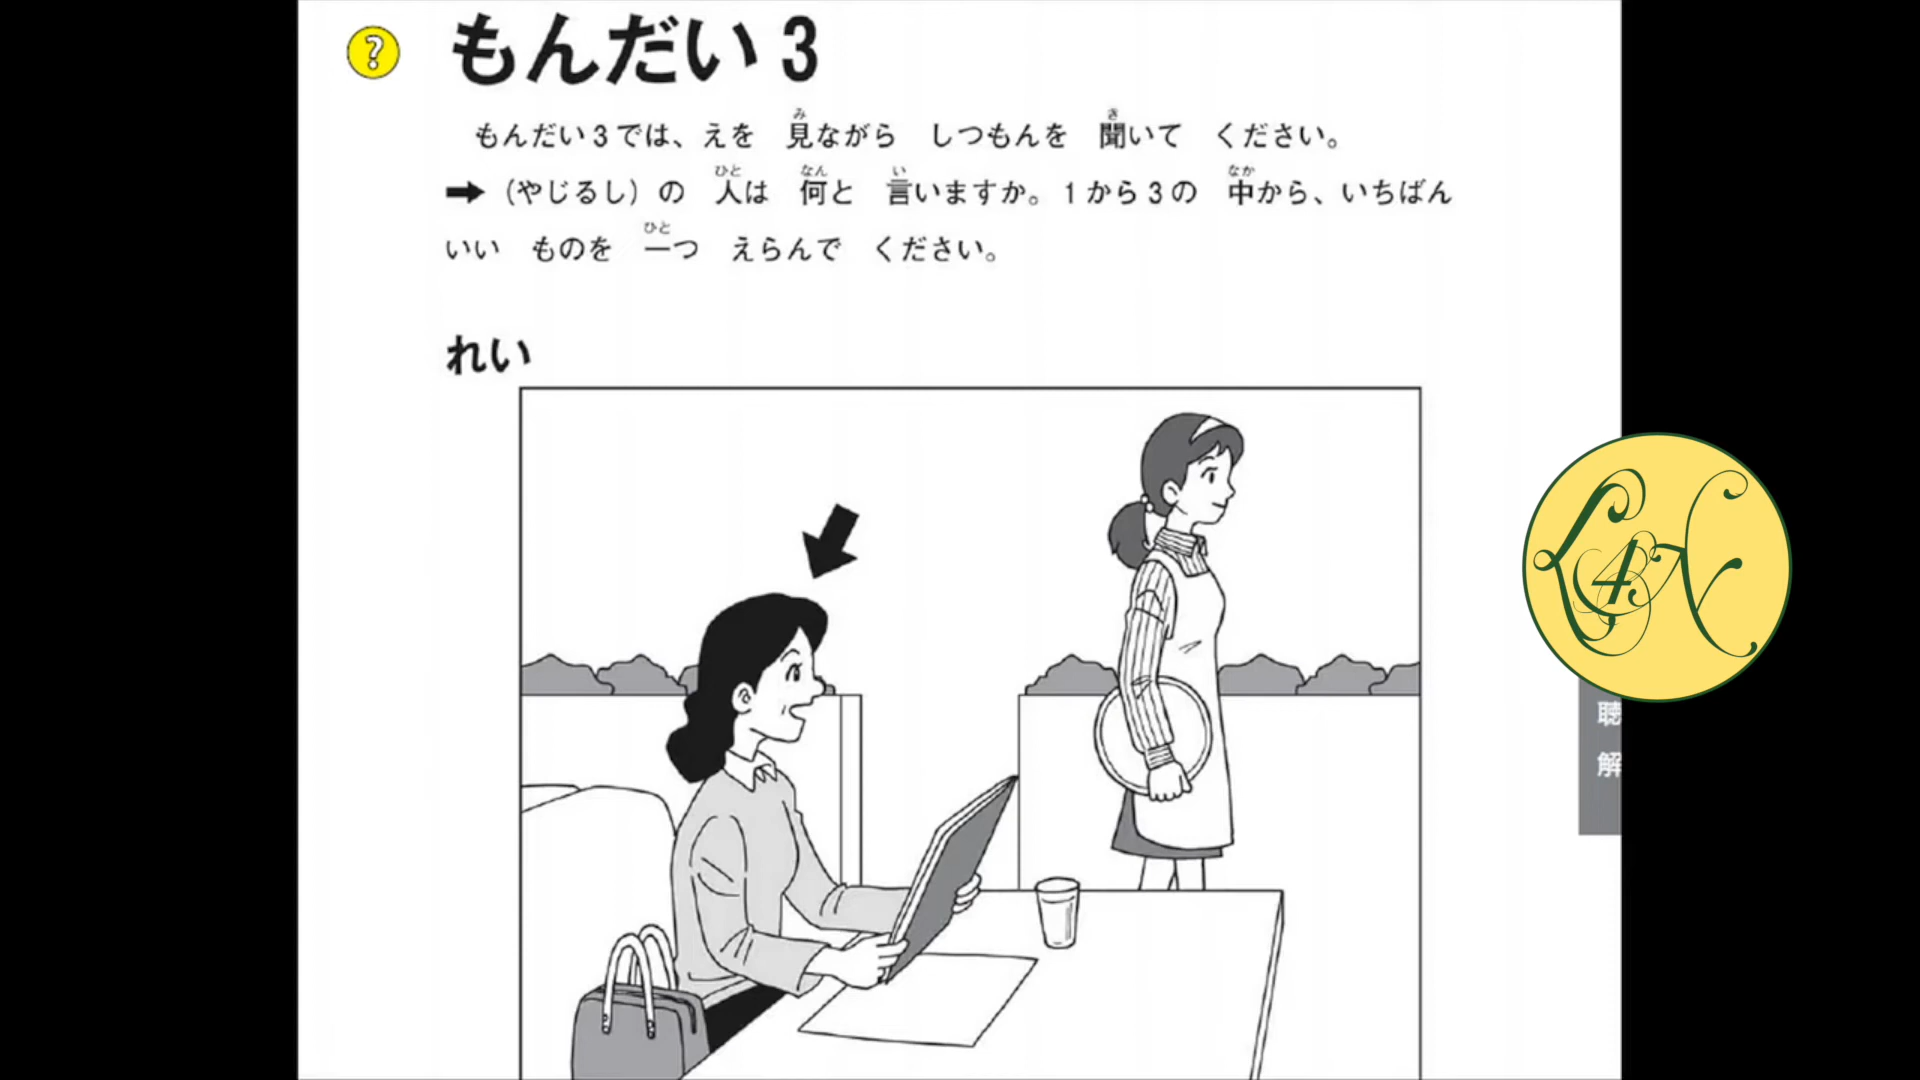 ?
もんだい3
もんだい3では、えを 見ながら しつもんを 聞いて ください。
➡(やじるし)の 人は 何と 言いますか。1から3の 中から、いちばん
いい ものを 一つ えらんで ください。
れい
L4K
聴解